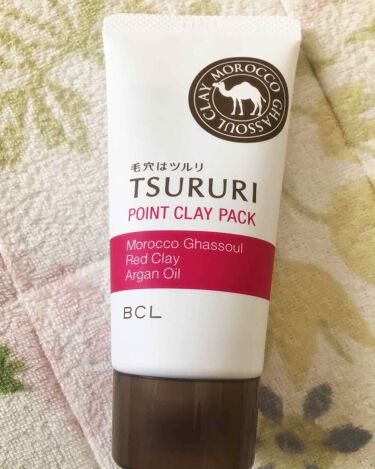 MOROCCO GHASSOUL CLAY
毛穴はツルリ
TSURURI
POINT CLAY PACK
Morocco Ghassoul
Red Clay
Argan Oil
BCL